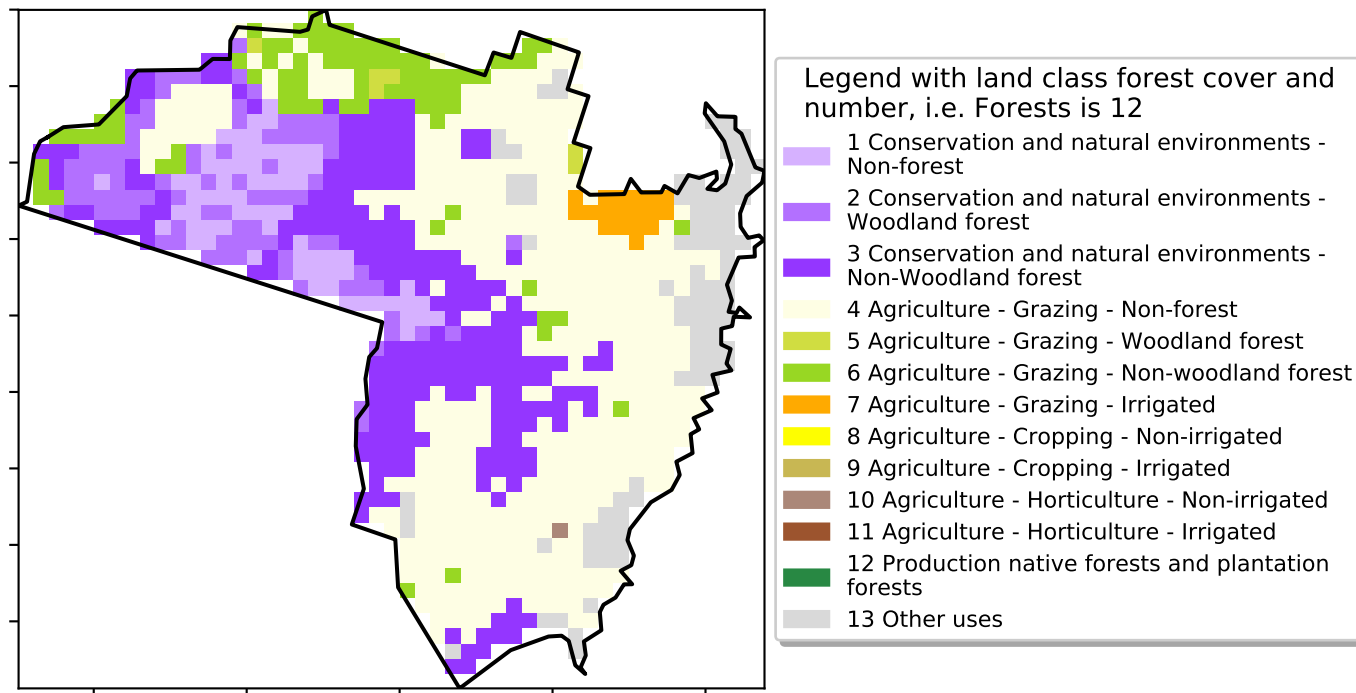 Legend with land class forest cover and
number, i.e. Forests is 12
1 Conservation and natural environments -
Non-forest
2 Conservation and natural environments -
Woodland forest
3 Conservation and natural environments -
Non-Woodland forest
4 Agriculture - Grazing - Non-forest
5 Agriculture - Grazing - Woodland forest
6 Agriculture - Grazing - Non-woodland forest
7 Agriculture - Grazing - Irrigated
8 Agriculture - Cropping - Non-irrigated
9 Agriculture - Cropping - Irrigated
10 Agriculture - Horticulture - Non-irrigated
11 Agriculture - Horticulture - Irrigated
12 Production native forests and plantation
forests
13 Other uses